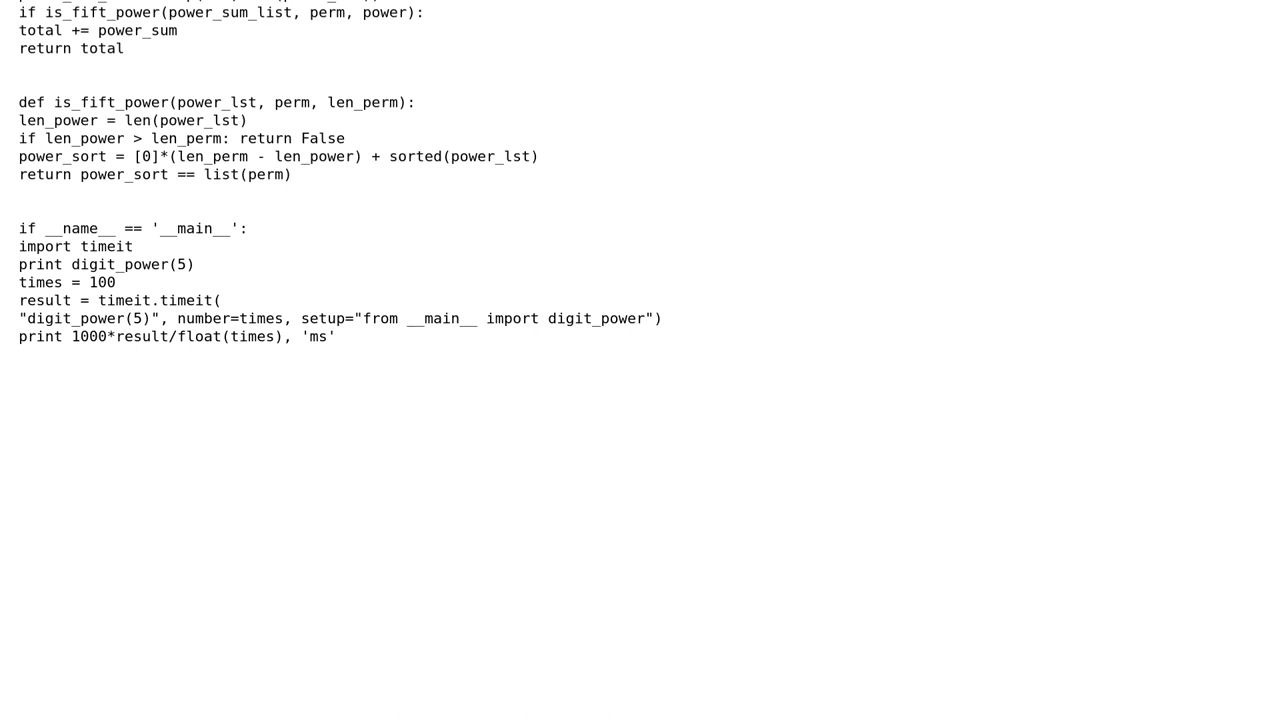 if is_fift_power(power_sum_list, perm, power):
total += power_sum
return total
def is_fift_power(power_lst, perm, len_perm):
len_power = len(power_lst)
if len_power > len_perm: return False
power_sort = [0]*(len_perm - len_power) + sorted(power_lst)
return power_sort == list(perm)
if __name__ == '__main__':
import timeit
print digit_power(5)
times = 100
result = timeit.timeit(
"digit_power(5)", number=times, setup="from __main__ import digit_power")
print 1000*result/float(times), 'ms'